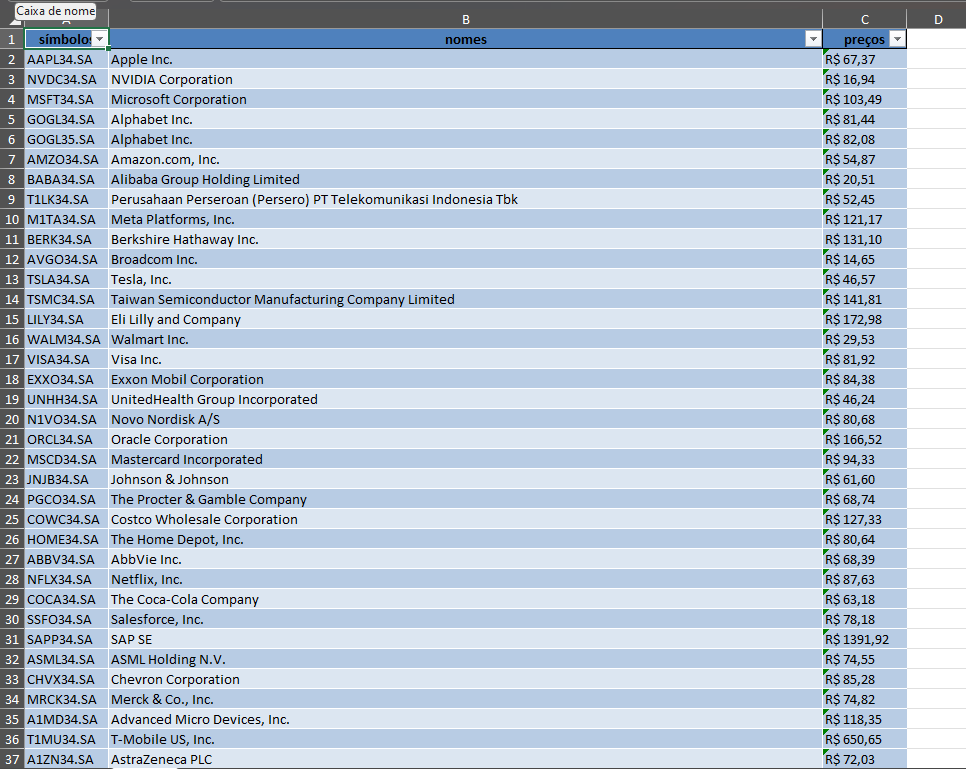 Caixa de nome
A B C D
1 símbolos nomes preços
2 AAPL34.SA Apple Inc. R$ 67,37
3 NVDC34.SA NVIDIA Corporation R$ 16,94
4 MSFT34.SA Microsoft Corporation R$ 103,49
5 GOGL34.SA Alphabet Inc. R$ 81,44
6 GOGL35.SA Alphabet Inc. R$ 82,08
7 AMZO34.SA Amazon.com, Inc. R$ 54,87
8 BABA34.SA Alibaba Group Holding Limited R$ 20,51
9 T1LK34.SA Perusahaan Perseroan (Persero) PT Telekomunikasi Indonesia Tbk R$ 52,45
10 M1TA34.SA Meta Platforms, Inc. R$ 121,17
11 BERK34.SA Berkshire Hathaway Inc. R$ 131,10
12 AVGO34.SA Broadcom Inc. R$ 14,65
13 TSLA34.SA Tesla, Inc. R$ 46,57
14 TSMC34.SA Taiwan Semiconductor Manufacturing Company Limited R$ 141,81
15 LILY34.SA Eli Lilly and Company R$ 172,98
16 WALM34.SA Walmart Inc. R$ 29,53
17 VISA34.SA Visa Inc. R$ 81,92
18 EXXO34.SA Exxon Mobil Corporation R$ 84,38
19 UNHH34.SA UnitedHealth Group Incorporated R$ 46,24
20 N1VO34.SA Novo Nordisk A/S R$ 80,68
21 ORCL34.SA Oracle Corporation R$ 166,52
22 MSCD34.SA Mastercard Incorporated R$ 94,33
23 JNJB34.SA Johnson & Johnson R$ 61,60
24 PGCO34.SA The Procter & Gamble Company R$ 68,74
25 COWC34.SA Costco Wholesale Corporation R$ 127,33
26 HOME34.SA The Home Depot, Inc. R$ 80,64
27 ABBV34.SA AbbVie Inc. R$ 68,39
28 NFLX34.SA Netflix, Inc. R$ 87,63
29 COCA34.SA The Coca-Cola Company R$ 63,18
30 SSFO34.SA Salesforce, Inc. R$ 78,18
31 SAPP34.SA SAP SE R$ 1391,92
32 ASML34.SA ASML Holding N.V. R$ 74,55
33 CHVX34.SA Chevron Corporation R$ 85,28
34 MRCK34.SA Merck & Co., Inc. R$ 74,82
35 A1MD34.SA Advanced Micro Devices, Inc. R$ 118,35
36 T1MU34.SA T-Mobile US, Inc. R$ 650,65
37 A1ZN34.SA AstraZeneca PLC R$ 72,03